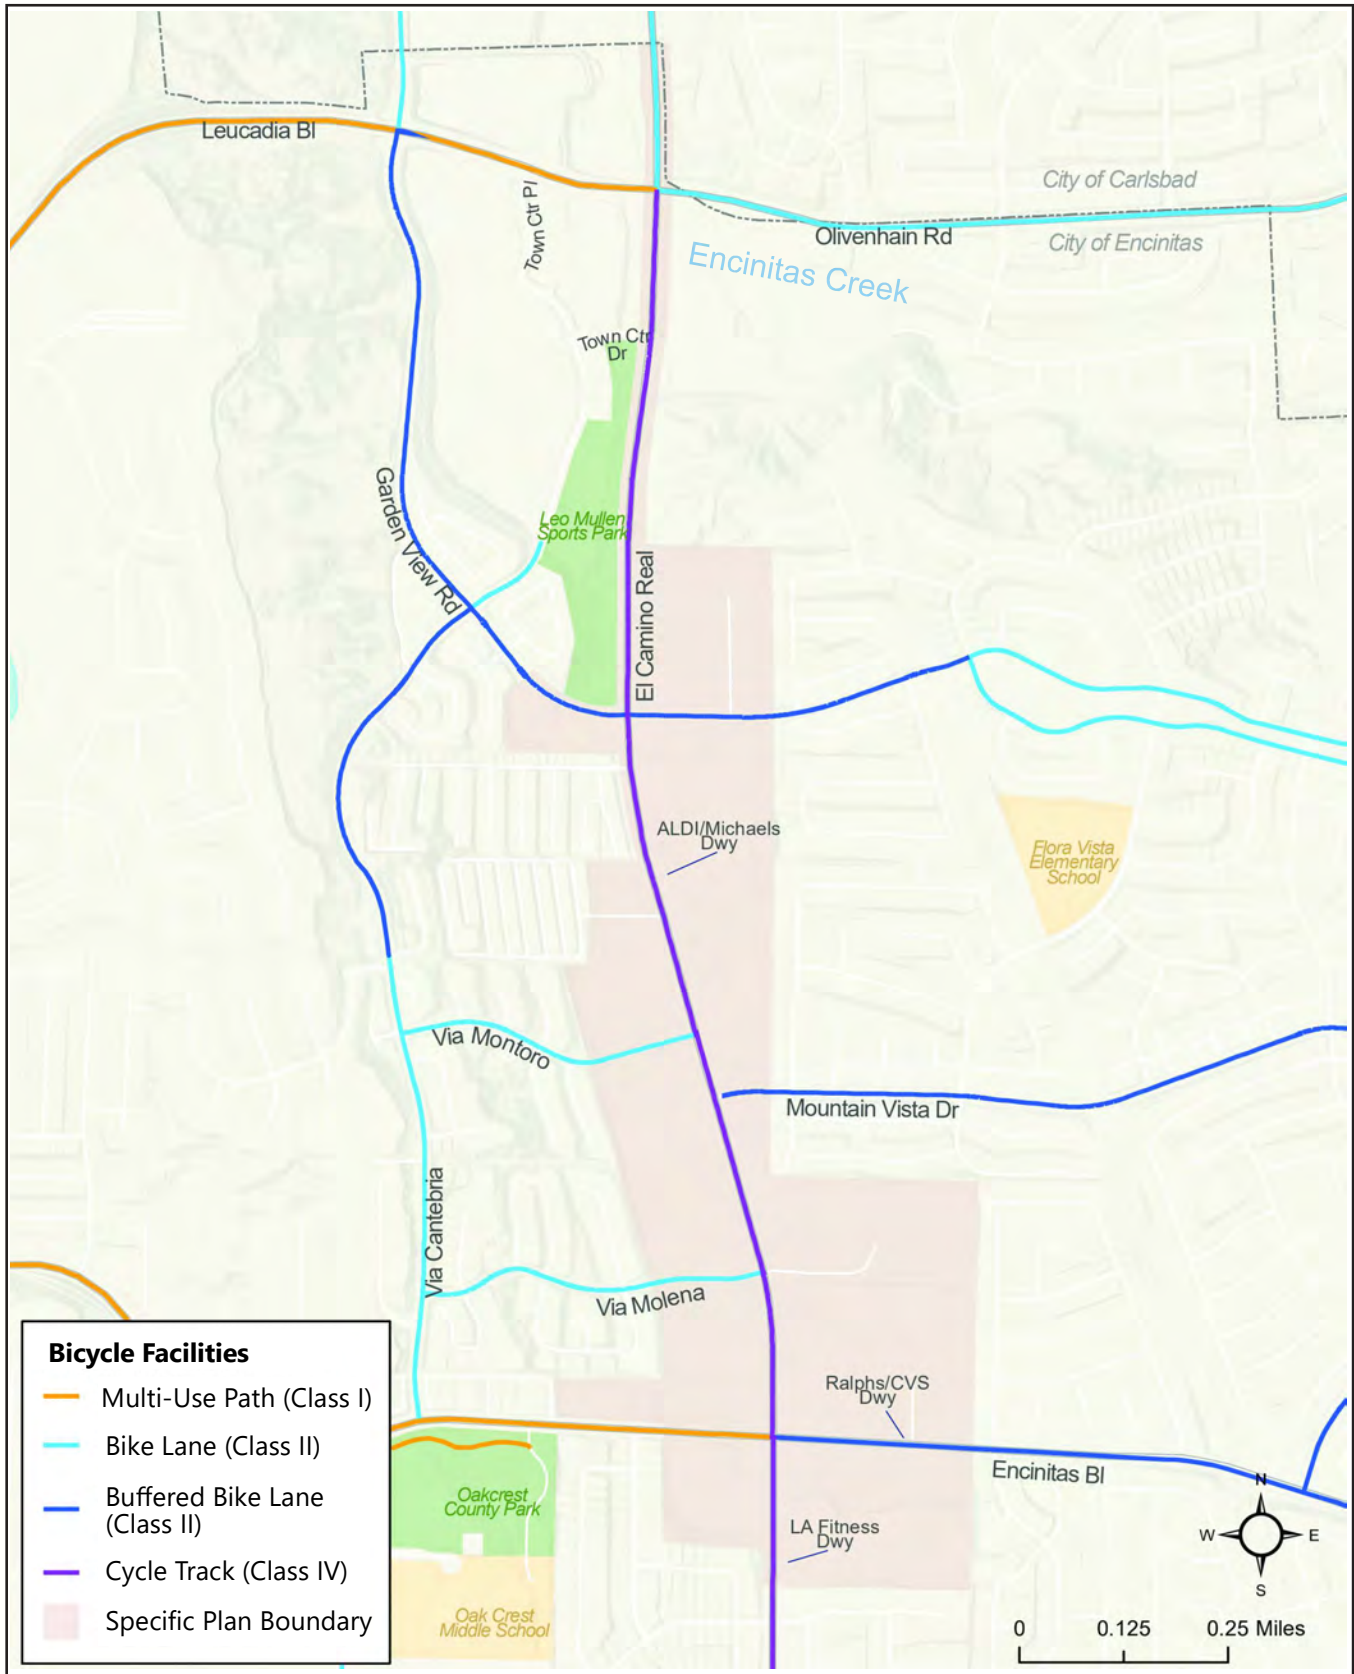 Leucadia Bl
City of Carlsbad
Town Ctr Pl
Olivenhain Rd
City of Encinitas
Encinitas Creek
Town Ctr
Dr
Garden View Rd
Leo Mullen
Sports Park
El Camino Real
ALDI/Michaels
Dwy
Flora Vista
Elementary
School
Via Montoro
Mountain Vista Dr
Via Cantebria
Via Molena
Ralphs/CVS
Dwy
Encinitas Bl
Oakcrest
County Park
LA Fitness
Dwy
Oak Crest
Middle School
Bicycle Facilities
Multi-Use Path (Class I)
Bike Lane (Class II)
Buffered Bike Lane
(Class II)
Cycle Track (Class IV)
Specific Plan Boundary
N
W
E
S
0 0.125 0.25 Miles